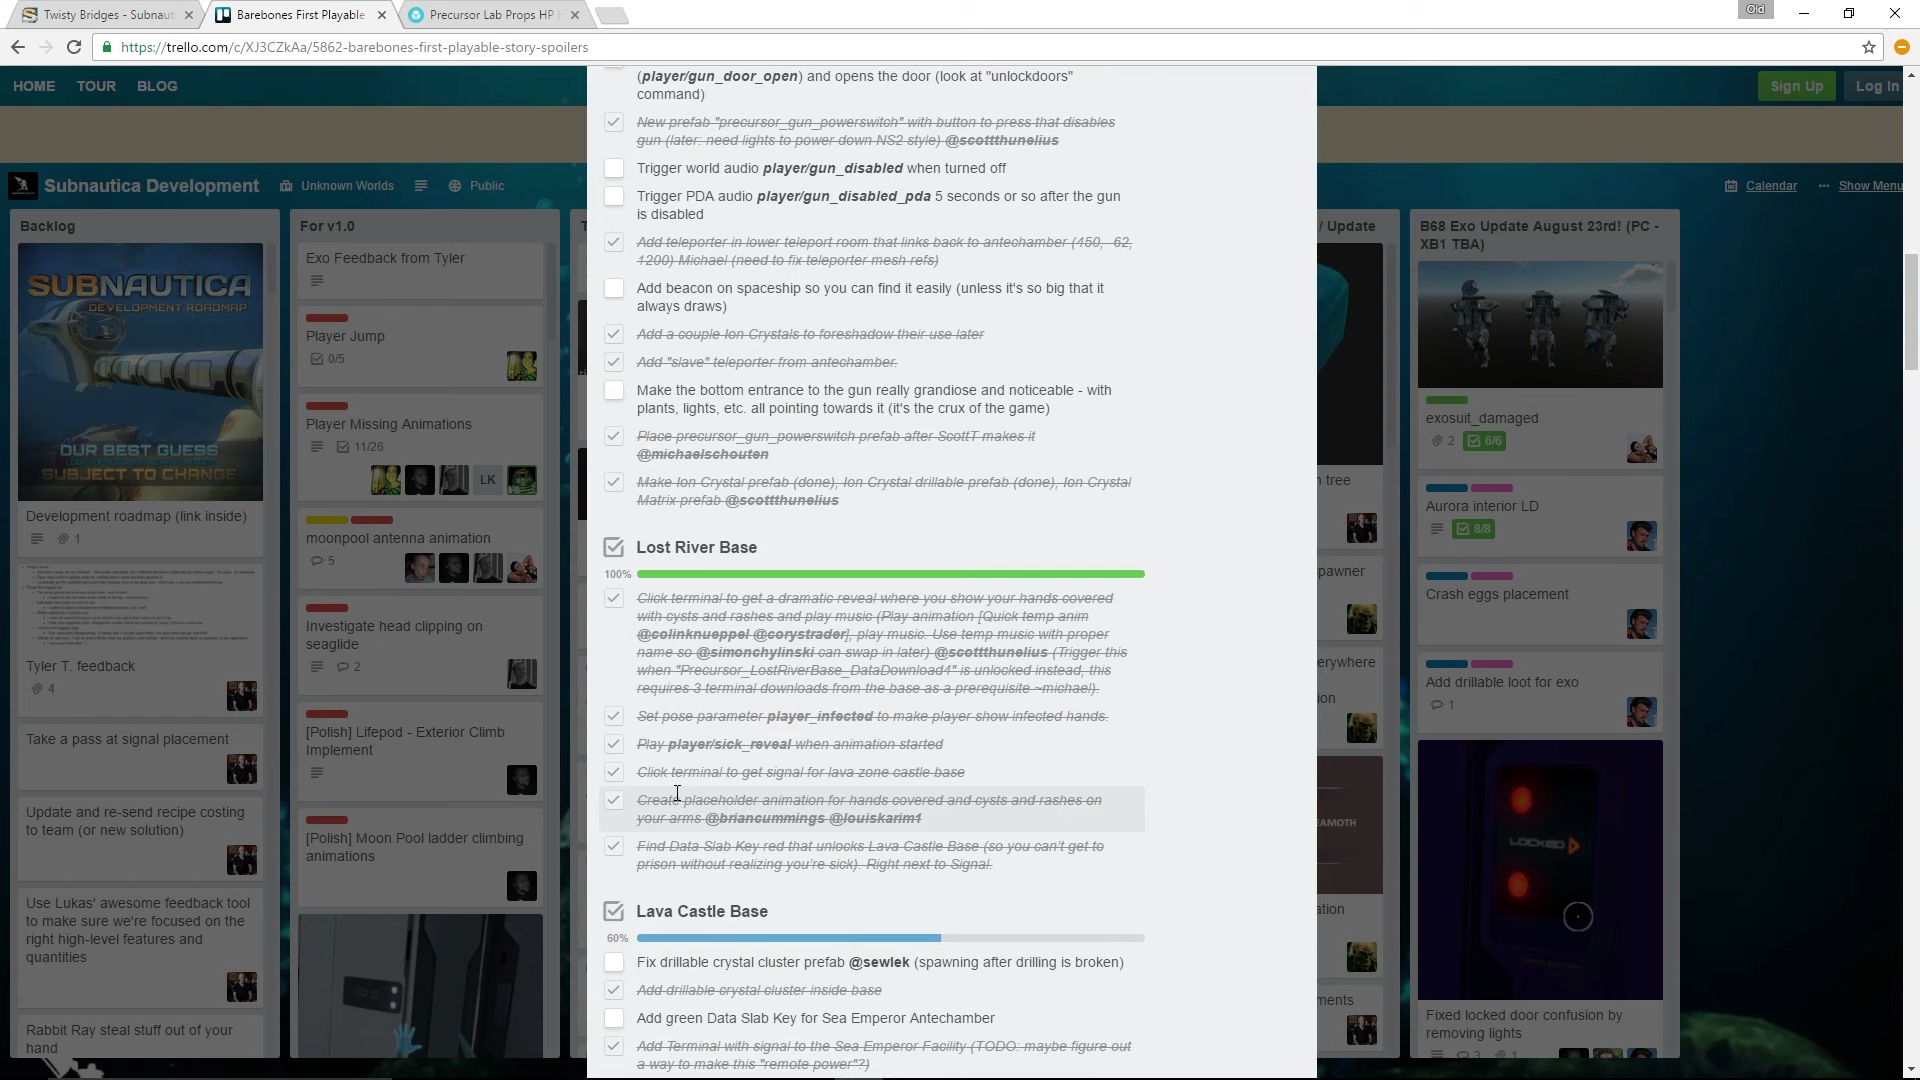 Twisty Bridges - Subnaut
Barebones First Playable
Precursor Lab Props HP
Old
https://trello.com/c/XJ3CZkAa/5862-barebones-first-playable-story-spoilers
HOME
TOUR
BLOG
Sign Up
Log In
Subnautica Development
Unknown Worlds
Public
Calendar
Show Menu
Backlog
SUBNAUTICA
DEVELOPMENT ROADMAP
OUR BEST GUESS
SUBJECT TO CHANGE
Development roadmap (link inside)
1
Tyler T. feedback
4
Take a pass at signal placement
Update and re-send recipe costing
to team (or new solution)
Use Lukas' awesome feedback tool
to make sure we're focused on the
right high-level features and
quantities
Rabbit Ray steal stuff out of your
hand
For v1.0
Exo Feedback from Tyler
Player Jump
0/5
Player Missing Animations
11/26
LK
moonpool antenna animation
5
Investigate head clipping on
seaglide
2
[Polish] Lifepod - Exterior Climb
Implement
[Polish] Moon Pool ladder climbing
animations
(player/gun_door_open) and opens the door (look at "unlockdoors"
command)
New prefab "precursor_gun_powerswitch" with button to press that disables
gun (later: need lights to power down NS2 style) @scottthunelius
Trigger world audio player/gun_disabled when turned off
Trigger PDA audio player/gun_disabled_pda 5 seconds or so after the gun
is disabled
Add teleporter in lower teleport room that links back to antechamber (450, -62,
1200) Michael (need to fix teleporter mesh refs)
Add beacon on spaceship so you can find it easily (unless it's so big that it
always draws)
Add a couple Ion Crystals to foreshadow their use later
Add "slave" teleporter from antechamber.
Make the bottom entrance to the gun really grandiose and noticeable - with
plants, lights, etc. all pointing towards it (it's the crux of the game)
Place precursor_gun_powerswitch prefab after ScottT makes it
@michaelschouten
Make Ion Crystal prefab (done), Ion Crystal drillable prefab (done), Ion Crystal
Matrix prefab @scottthunelius
Lost River Base
100%
Click terminal to get a dramatic reveal where you show your hands covered
with cysts and rashes and play music (Play animation [Quick temp anim
@colinknueppel @corystrader], play music. Use temp music with proper
name so @simonchylinski can swap in later) @scottthunelius (Trigger this
when "Precursor_LostRiverBase_DataDownload4" is unlocked instead, this
requires 3 terminal downloads from the base as a prerequisite ~michael).
Set pose parameter player_infected to make player show infected hands.
Play player/sick_reveal when animation started
Click terminal to get signal for lava zone castle base
Create placeholder animation for hands covered and cysts and rashes on
your arms @briancummings @louiskarim1
Find Data Slab Key red that unlocks Lava Castle Base (so you can't get to
prison without realizing you're sick). Right next to Signal.
Lava Castle Base
60%
Fix drillable crystal cluster prefab @sewlek (spawning after drilling is broken)
Add drillable crystal cluster inside base
Add green Data Slab Key for Sea Emperor Antechamber
Add Terminal with signal to the Sea Emperor Facility (TODO: maybe figure out
a way to make this "remote power"?)
/ Update
n tree
pawner
erywhere
ion
AMOTH
ation
ments
B68 Exo Update August 23rd! (PC -
XB1 TBA)
exosuit_damaged
2
6/6
Aurora interior LD
8/8
Crash eggs placement
Add drillable loot for exo
1
LOCKED
Fixed locked door confusion by
removing lights
3
1